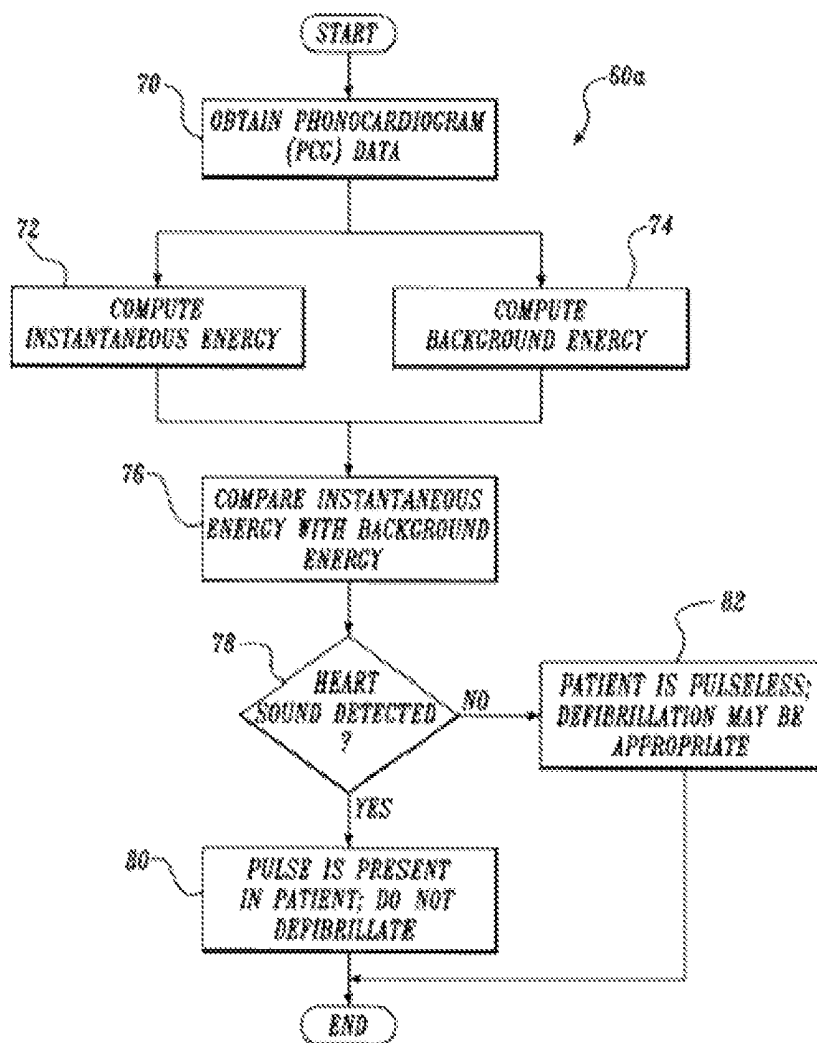 START
60a
70
OBTAIN PHONOCARDIOGRAM
(PCG) DATA
72
COMPUTE
INSTANTANEOUS ENERGY
74
COMPUTE
BACKGROUND ENERGY
76
COMPARE INSTANTANEOUS
ENERGY WITH BACKGROUND
ENERGY
78
HEART
SOUND DETECTED
?
NO
82
PATIENT IS PULSELESS;
DEFIBRILLATION MAY BE
APPROPRIATE
YES
80
PULSE IS PRESENT
IN PATIENT; DO NOT
DEFIBRILLATE
END